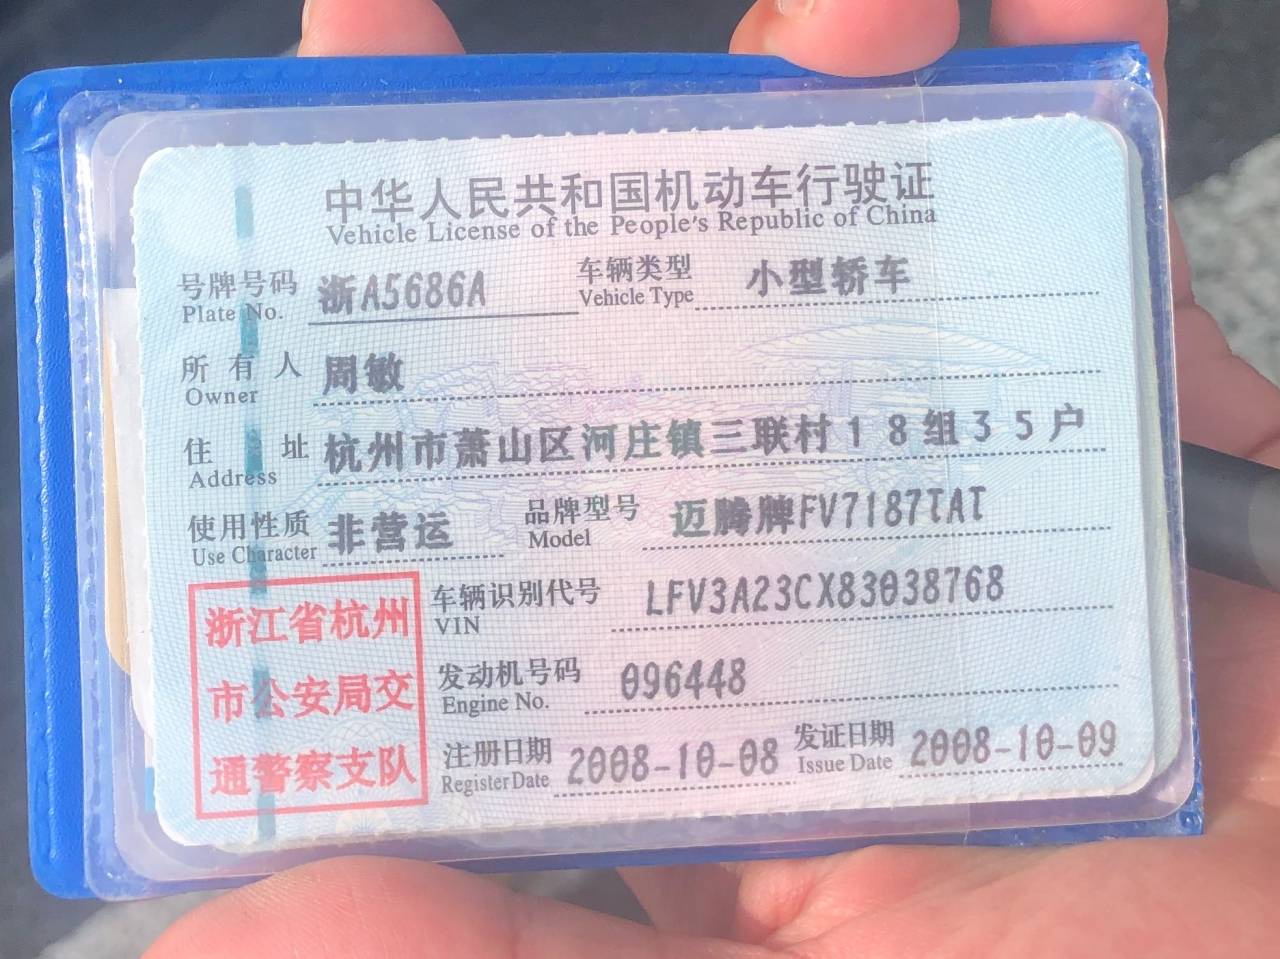 中华人民共和国机动车行驶证
Vehicle License of the People's Republic of China
号牌号码 浙A5686A 车辆类型 小型轿车
Plate No. Vehicle Type
所有人 周敏
Owner
住址 杭州市萧山区河庄镇三联村18组35户
Address
使用性质 非营运 品牌型号 迈腾牌FV7187TAT
Use Character Model
浙江省杭州
市公安局交
通警察支队
车辆识别代号 LFV3A23CX83038768
VIN
发动机号码 096448
Engine No.
注册日期 2008-10-08 发证日期 2008-10-09
Register Date Issue Date